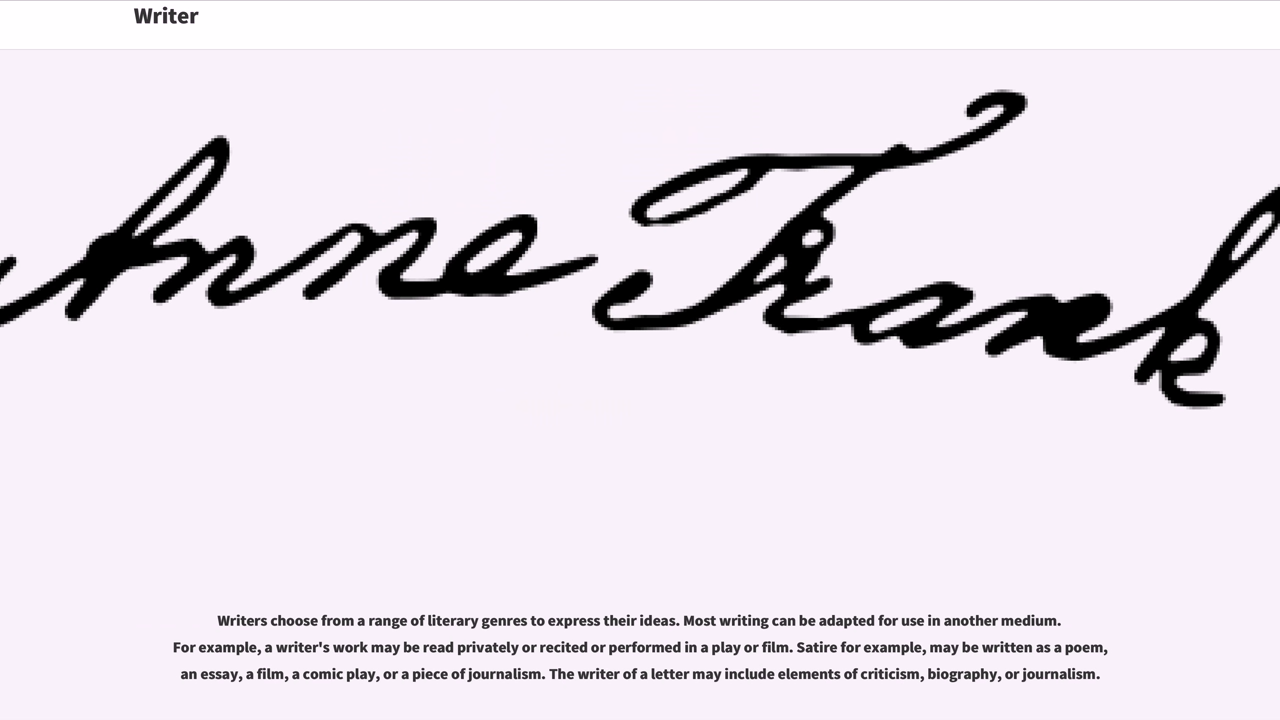 Writer
Anne Frank
Writers choose from a range of literary genres to express their ideas. Most writing can be adapted for use in another medium.
For example, a writer's work may be read privately or recited or performed in a play or film. Satire for example, may be written as a poem,
an essay, a film, a comic play, or a piece of journalism. The writer of a letter may include elements of criticism, biography, or journalism.